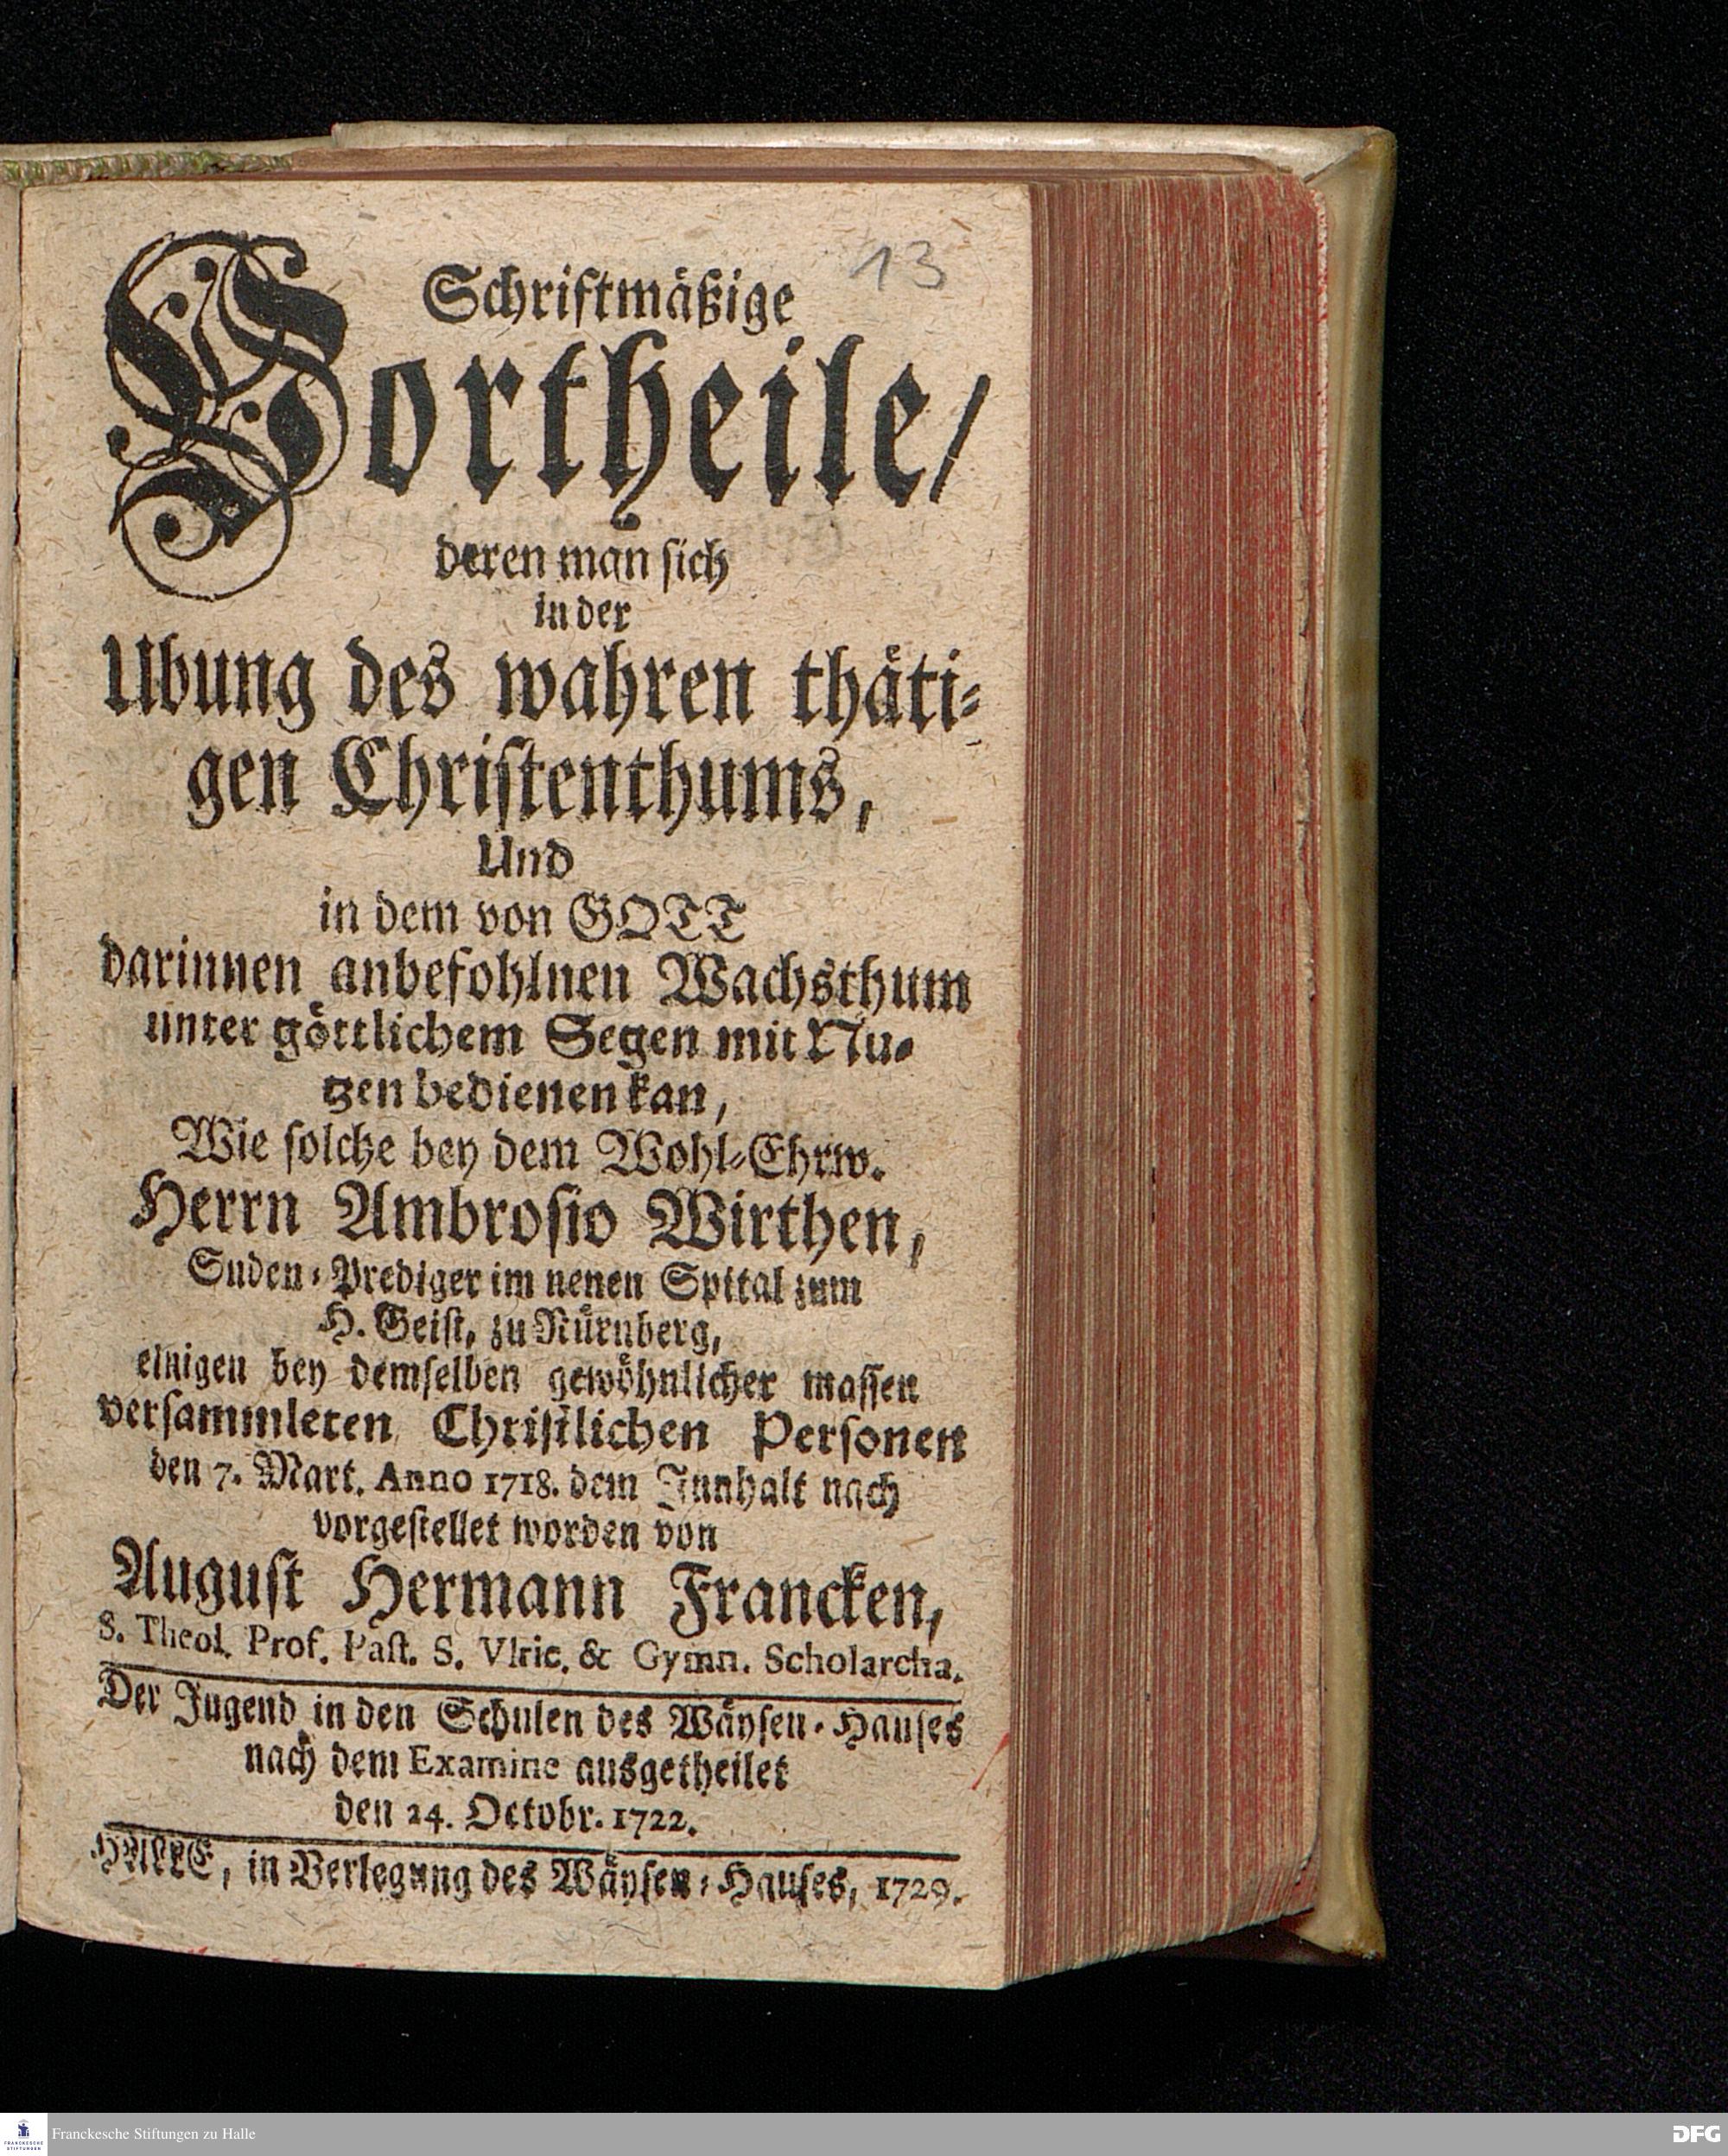 13
Schriftmäßige
Vortheile/
deren man sich
in der
Ubung des wahren thäti-
gen Christenthums,
Und
in dem von GOTT
darinnen anbefohlnen Wachsthum
unter göttlichem Segen mit Nu-
tzen bedienen kan,
Wie solche bey dem Wohl-Ehrw.
Herrn Ambrosio Wirthen,
Suden-Prediger im neuen Spital zum
H. Geist, zu Nürnberg,
einigen bey demselben gewöhnlicher massen
versammleten Christlichen Personen
den 7. Mart. Anno 1718. dem Innhalt nach
vorgestellet worden von
August Hermann Francken,
S. Theol. Prof. Past. S. Vlric. & Gymn. Scholarcha.
Der Jugend in den Schulen des Wäysen-Hauses
nach dem Examine ausgetheilet
den 24. Octobr. 1722.
HALLE, in Verlegung des Wäysen-Hauses, 1729.
FRANCKESCHE
STIFTUNGEN
Franckesche Stiftungen zu Halle
DFG